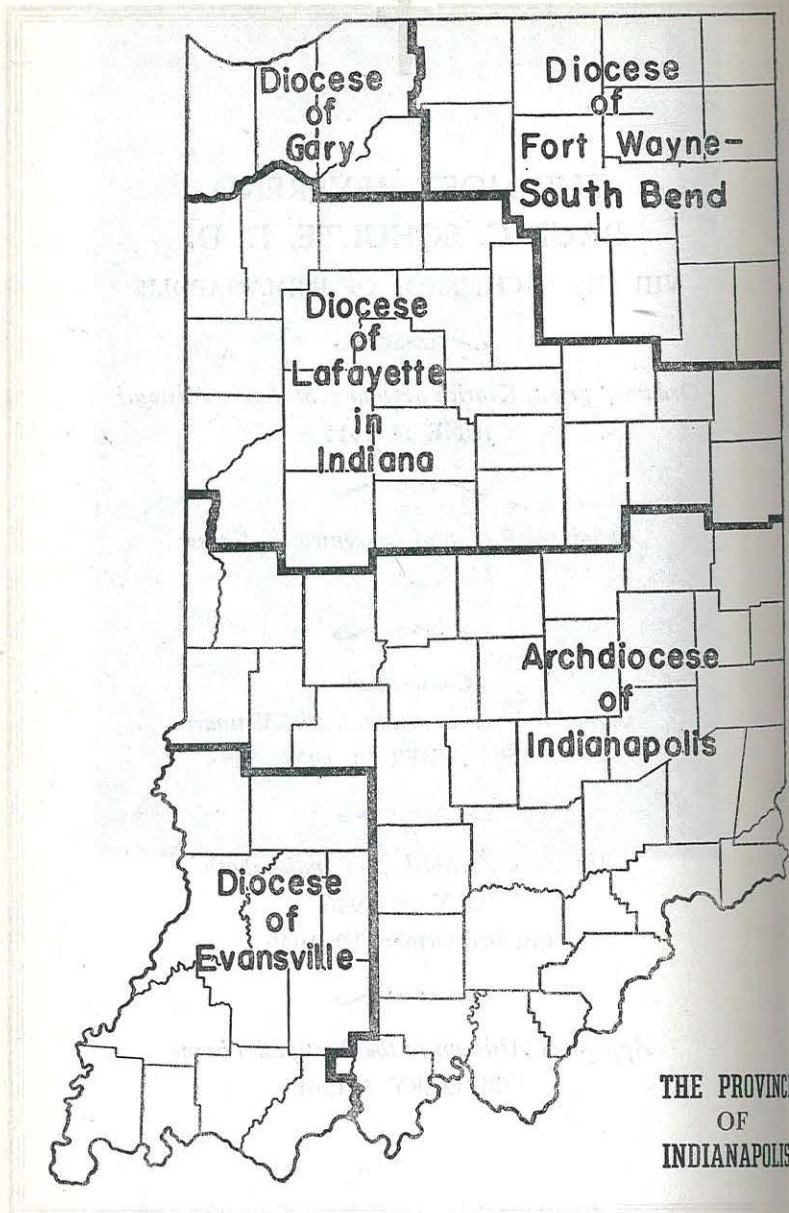 Diocese
of
Gary
Diocese
of
Fort Wayne-
South Bend
Diocese
of
Lafayette
in
Indiana
Archdiocese
of
Indianapolis
Diocese
of
Evansville
THE PROVINC
OF
INDIANAPOLIS